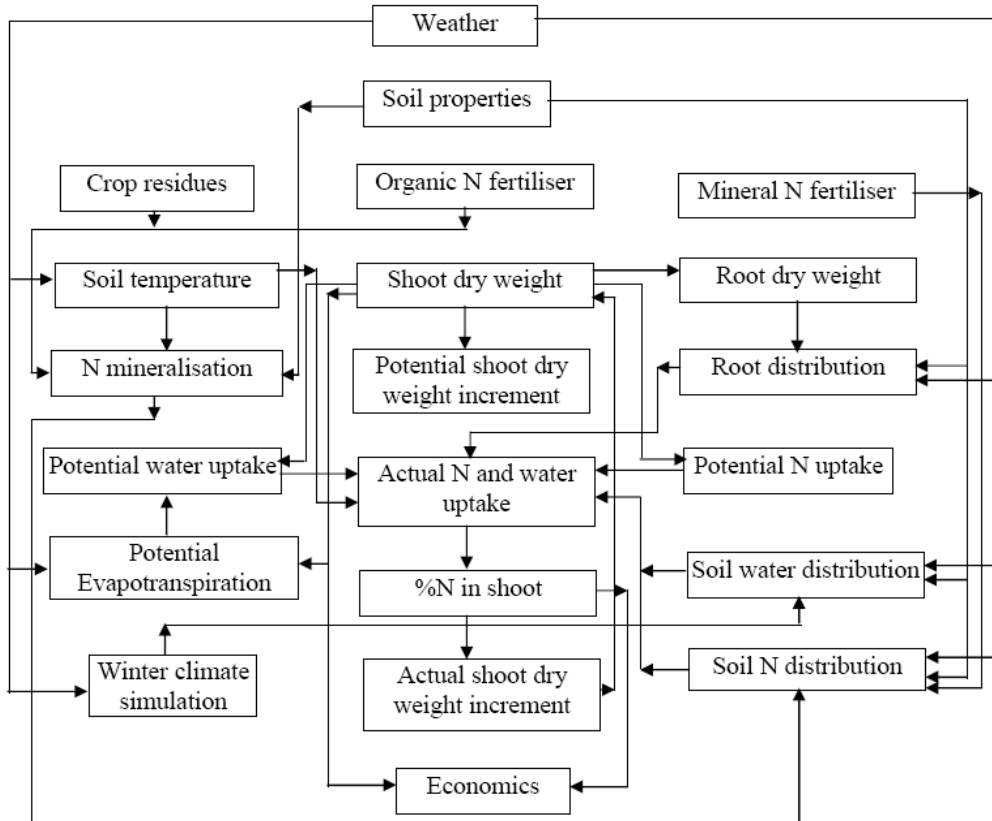 Weather
Soil properties
Crop residues
Organic N fertiliser
Mineral N fertiliser
Soil temperature
Shoot dry weight
Root dry weight
N mineralisation
Potential shoot dry
weight increment
Root distribution
Potential water uptake
Actual N and water
uptake
Potential N uptake
Potential
Evapotranspiration
%N in shoot
Soil water distribution
Winter climate
simulation
Actual shoot dry
weight increment
Soil N distribution
Economics